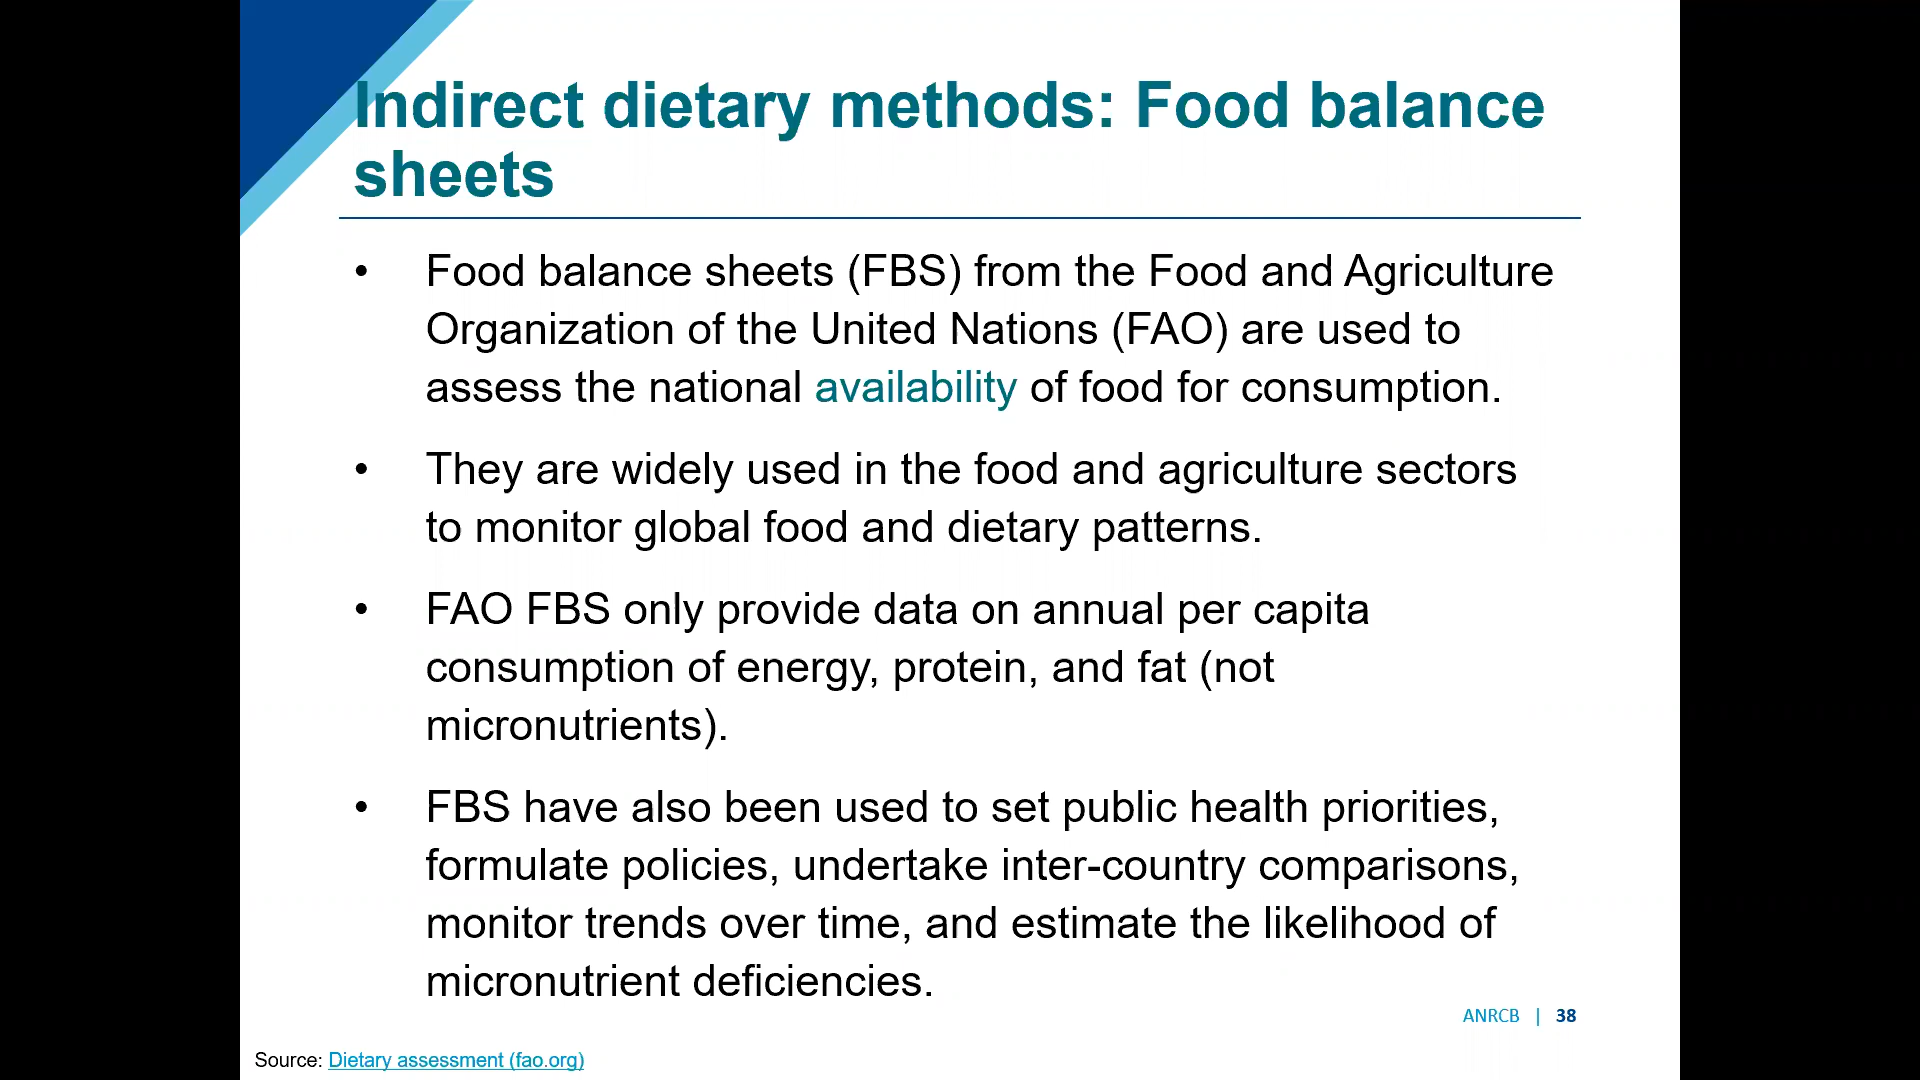 Indirect dietary methods: Food balance
sheets
• Food balance sheets (FBS) from the Food and Agriculture
Organization of the United Nations (FAO) are used to
assess the national availability of food for consumption.
• They are widely used in the food and agriculture sectors
to monitor global food and dietary patterns.
• FAO FBS only provide data on annual per capita
consumption of energy, protein, and fat (not
micronutrients).
• FBS have also been used to set public health priorities,
formulate policies, undertake inter-country comparisons,
monitor trends over time, and estimate the likelihood of
micronutrient deficiencies.
ANRCB | 38
Source: Dietary assessment (fao.org)